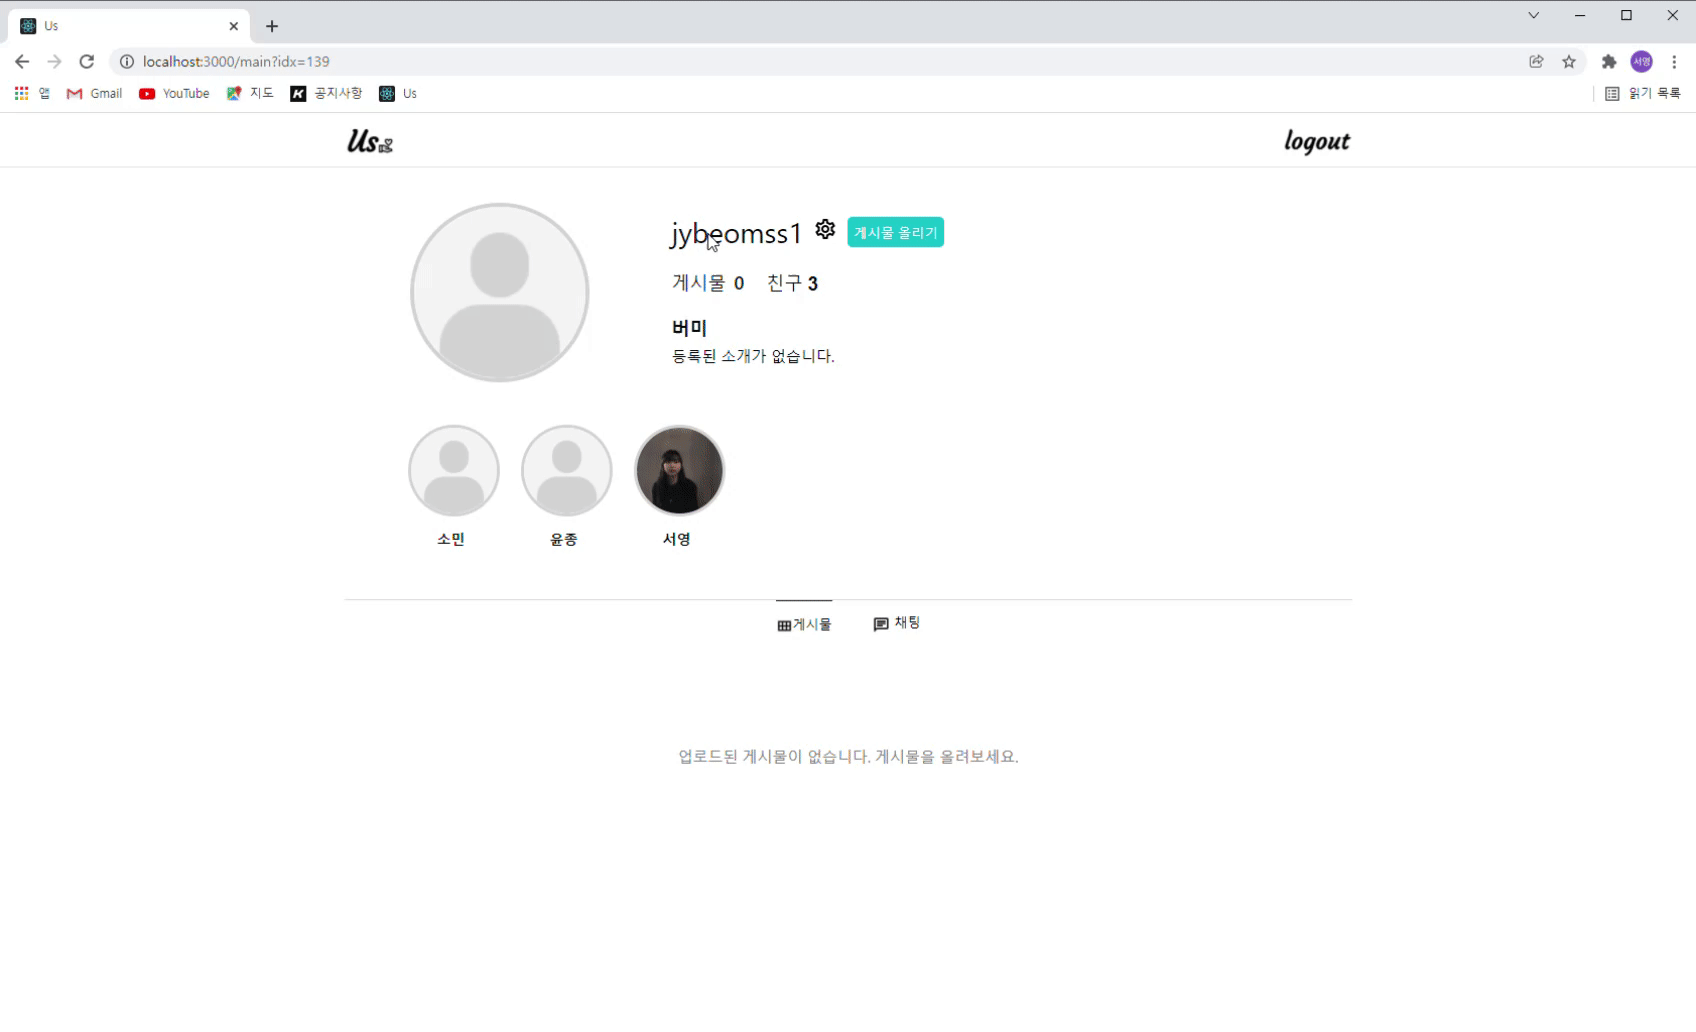 Us
localhost:3000/main?idx=139
앱 Gmail YouTube 지도 공지사항 Us 읽기 목록
서영
Us logout
jybeomss1 게시물 올리기
게시물 0 친구 3
버미
등록된 소개가 없습니다.
소민 윤종 서영
게시물 채팅
업로드된 게시물이 없습니다. 게시물을 올려보세요.